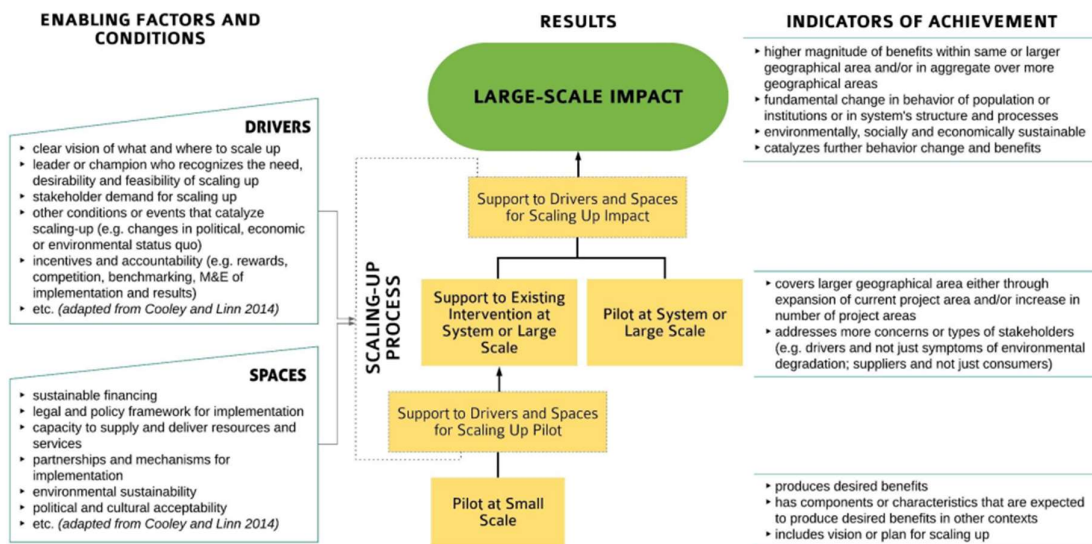 ENABLING FACTORS AND
CONDITIONS
DRIVERS
‣ clear vision of what and where to scale up
‣ leader or champion who recognizes the need,
desirability and feasibility of scaling up
‣ stakeholder demand for scaling up
‣ other conditions or events that catalyze
scaling-up (e.g. changes in political, economic
or environmental status quo)
‣ incentives and accountability (e.g. rewards,
competition, benchmarking, M&E of
implementation and results)
‣ etc. (adapted from Cooley and Linn 2014)
SPACES
‣ sustainable financing
‣ legal and policy framework for implementation
‣ capacity to supply and deliver resources and
services
‣ partnerships and mechanisms for
implementation
‣ environmental sustainability
‣ political and cultural acceptability
‣ etc. (adapted from Cooley and Linn 2014)
SCALING-UP
PROCESS
RESULTS
LARGE-SCALE IMPACT
Support to Drivers and Spaces
for Scaling Up Impact
Support to Existing
Intervention at
System or Large
Scale
Pilot at System or
Large Scale
Support to Drivers and Spaces
for Scaling Up Pilot
Pilot at Small
Scale
INDICATORS OF ACHIEVEMENT
‣ higher magnitude of benefits within same or larger
geographical area and/or in aggregate over more
geographical areas
‣ fundamental change in behavior of population or
institutions or in system's structure and processes
‣ environmentally, socially and economically sustainable
‣ catalyzes further behavior change and benefits
‣ covers larger geographical area either through
expansion of current project area and/or increase in
number of project areas
‣ addresses more concerns or types of stakeholders
(e.g. drivers and not just symptoms of environmental
degradation; suppliers and not just consumers)
‣ produces desired benefits
‣ has components or characteristics that are expected
to produce desired benefits in other contexts
‣ includes vision or plan for scaling up